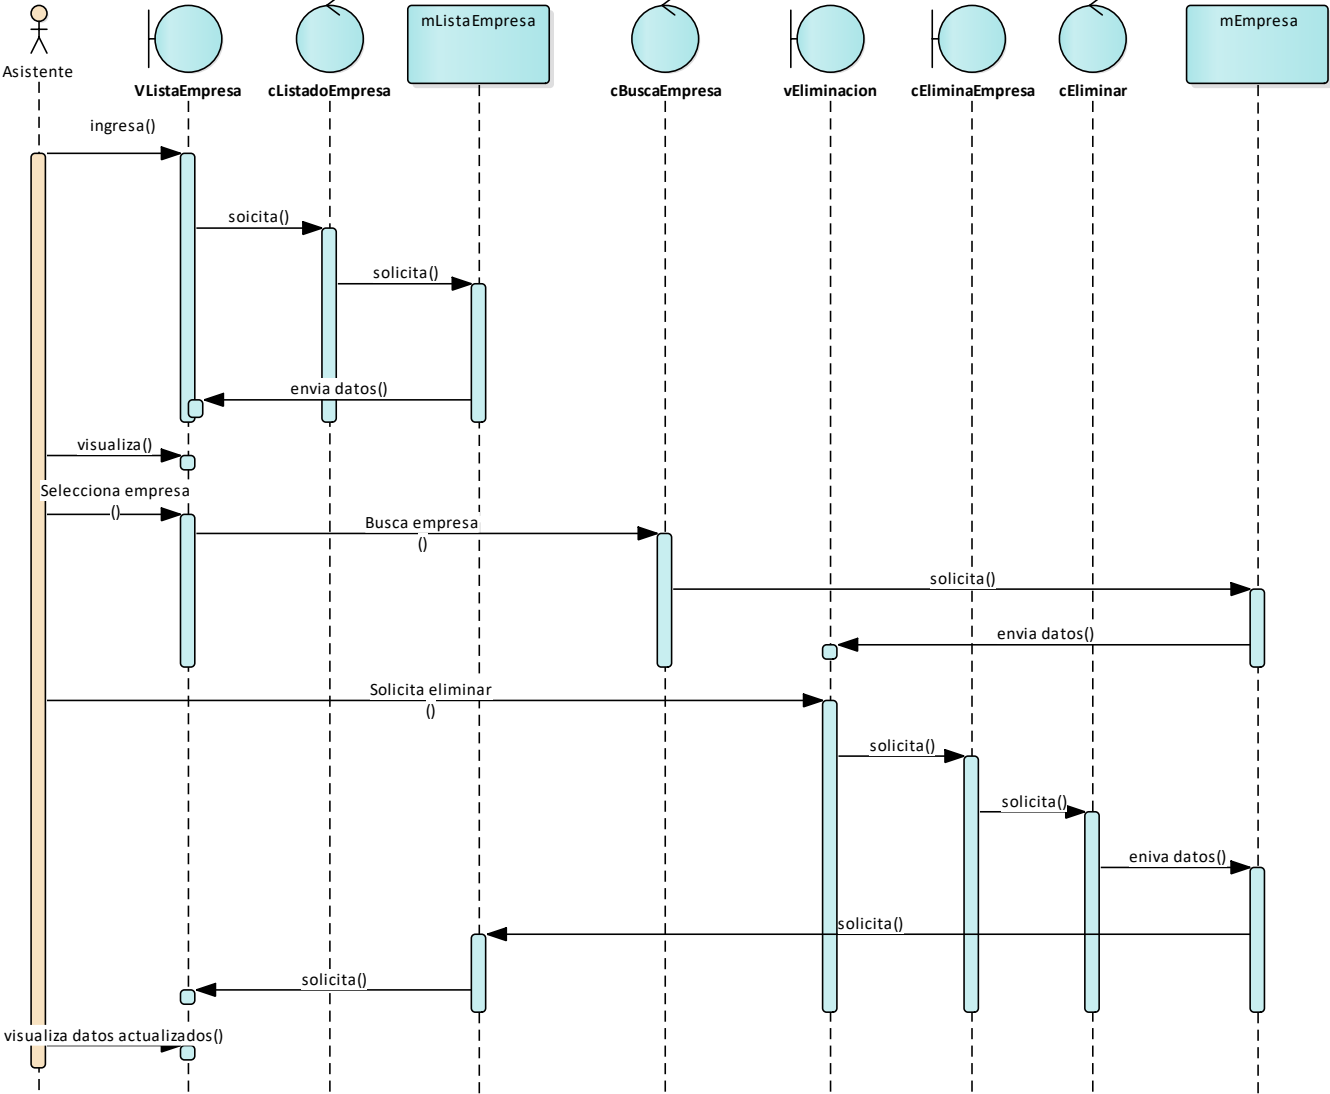 mListaEmpresa
mEmpresa
Asistente
VListaEmpresa
cListadoEmpresa
cBuscaEmpresa
vEliminacion
cEliminaEmpresa
cEliminar
ingresa()
soicita()
solicita()
envia datos()
visualiza()
Selecciona empresa
()
Busca empresa
()
solicita()
envia datos()
Solicita eliminar
()
solicita()
solicita()
eniva datos()
solicita()
solicita()
visualiza datos actualizados()